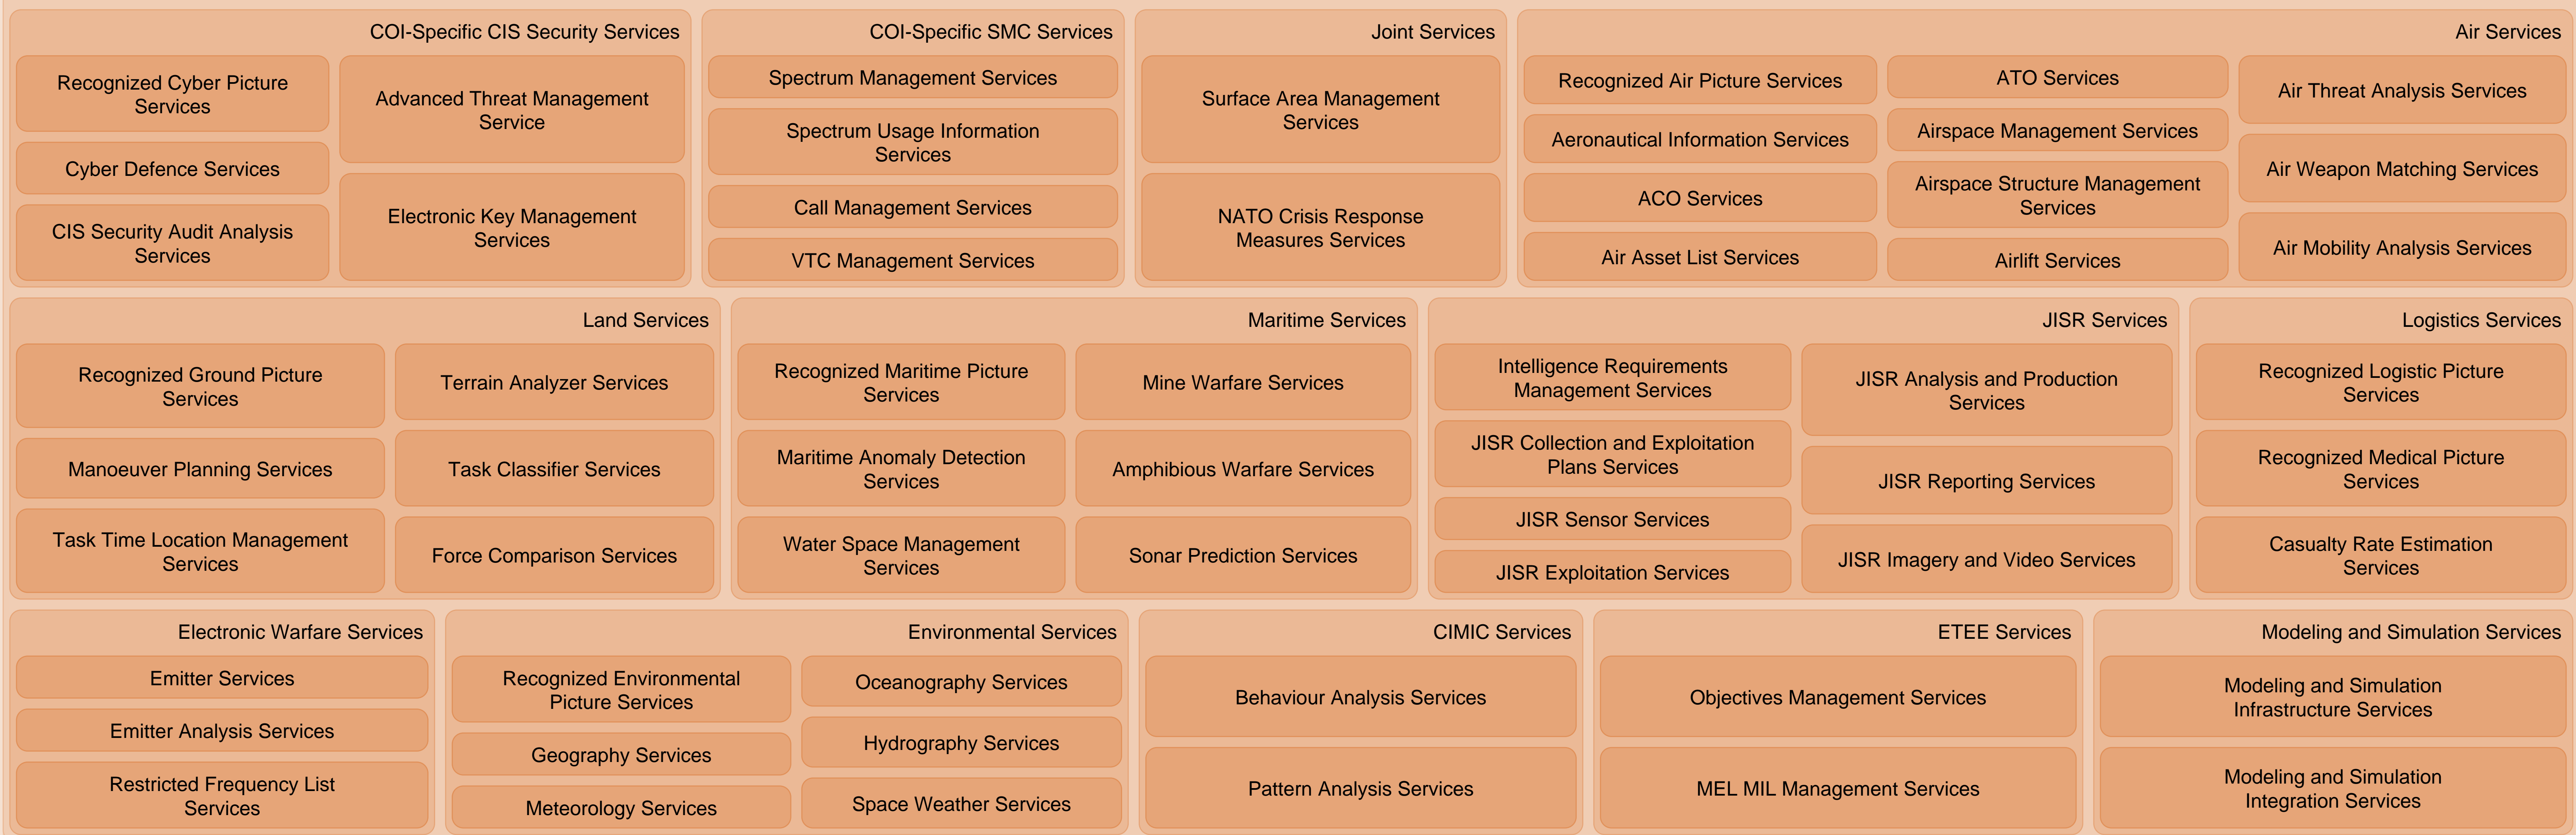 COI-Specific CIS Security Services
Recognized Cyber Picture
Services
Cyber Defence Services
CIS Security Audit Analysis
Services
Advanced Threat Management
Service
Electronic Key Management
Services
COI-Specific SMC Services
Spectrum Management Services
Spectrum Usage Information
Services
Call Management Services
VTC Management Services
Joint Services
Surface Area Management
Services
NATO Crisis Response
Measures Services
Air Services
Recognized Air Picture Services
Aeronautical Information Services
ACO Services
Air Asset List Services
ATO Services
Airspace Management Services
Airspace Structure Management
Services
Airlift Services
Air Threat Analysis Services
Air Weapon Matching Services
Air Mobility Analysis Services
Land Services
Recognized Ground Picture
Services
Manoeuver Planning Services
Task Time Location Management
Services
Terrain Analyzer Services
Task Classifier Services
Force Comparison Services
Maritime Services
Recognized Maritime Picture
Services
Maritime Anomaly Detection
Services
Water Space Management
Services
Mine Warfare Services
Amphibious Warfare Services
Sonar Prediction Services
JISR Services
Intelligence Requirements
Management Services
JISR Collection and Exploitation
Plans Services
JISR Sensor Services
JISR Exploitation Services
JISR Analysis and Production
Services
JISR Reporting Services
JISR Imagery and Video Services
Logistics Services
Recognized Logistic Picture
Services
Recognized Medical Picture
Services
Casualty Rate Estimation
Services
Electronic Warfare Services
Emitter Services
Emitter Analysis Services
Restricted Frequency List
Services
Environmental Services
Recognized Environmental
Picture Services
Geography Services
Meteorology Services
Oceanography Services
Hydrography Services
Space Weather Services
CIMIC Services
Behaviour Analysis Services
Pattern Analysis Services
ETEE Services
Objectives Management Services
MEL MIL Management Services
Modeling and Simulation Services
Modeling and Simulation
Infrastructure Services
Modeling and Simulation
Integration Services